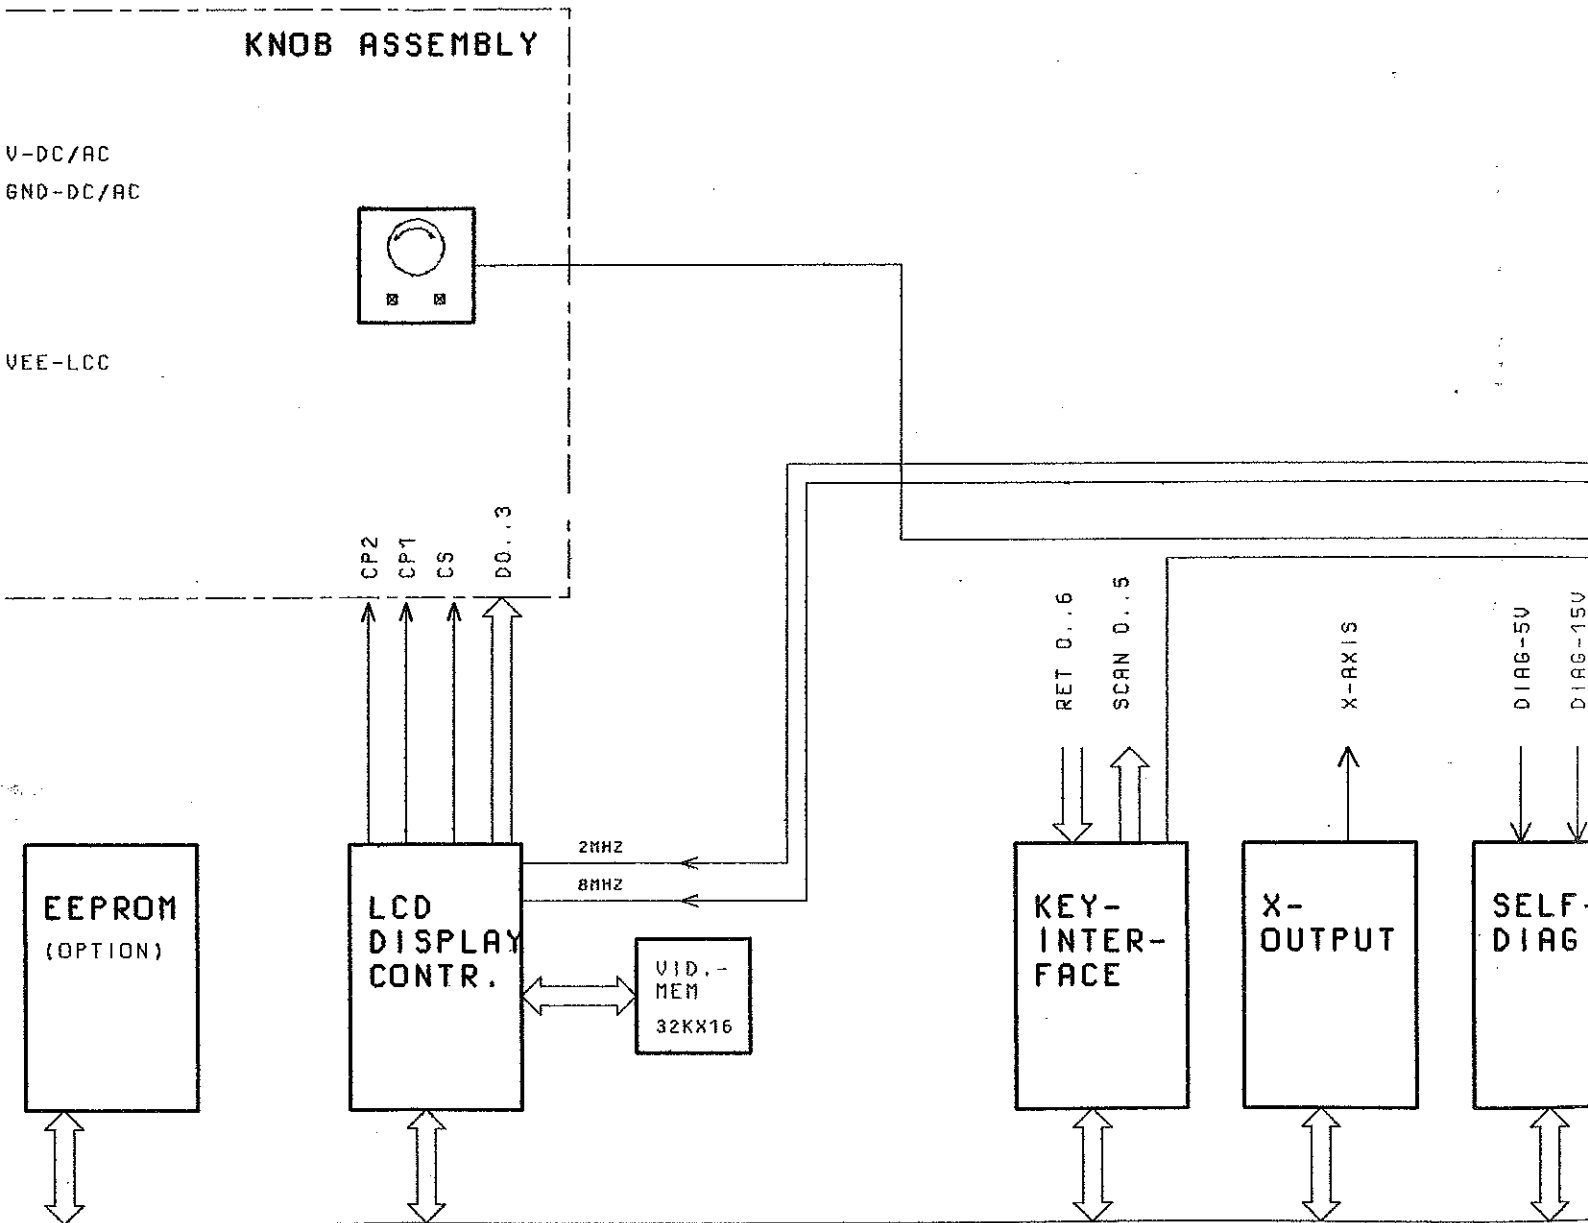 KNOB ASSEMBLY
V-DC/AC
GND-DC/AC
VEE-LCC
CP2
CP1
CS
D0..3
RET 0..6
SCAN 0..5
X-AXIS
DIAG-5V
DIAG-15V
2MHZ
8MHZ
EEPROM
(OPTION)
LCD
DISPLAY
CONTR.
VID.-
MEM
32KX16
KEY-
INTER-
FACE
X-
OUTPUT
SELF-
DIAG